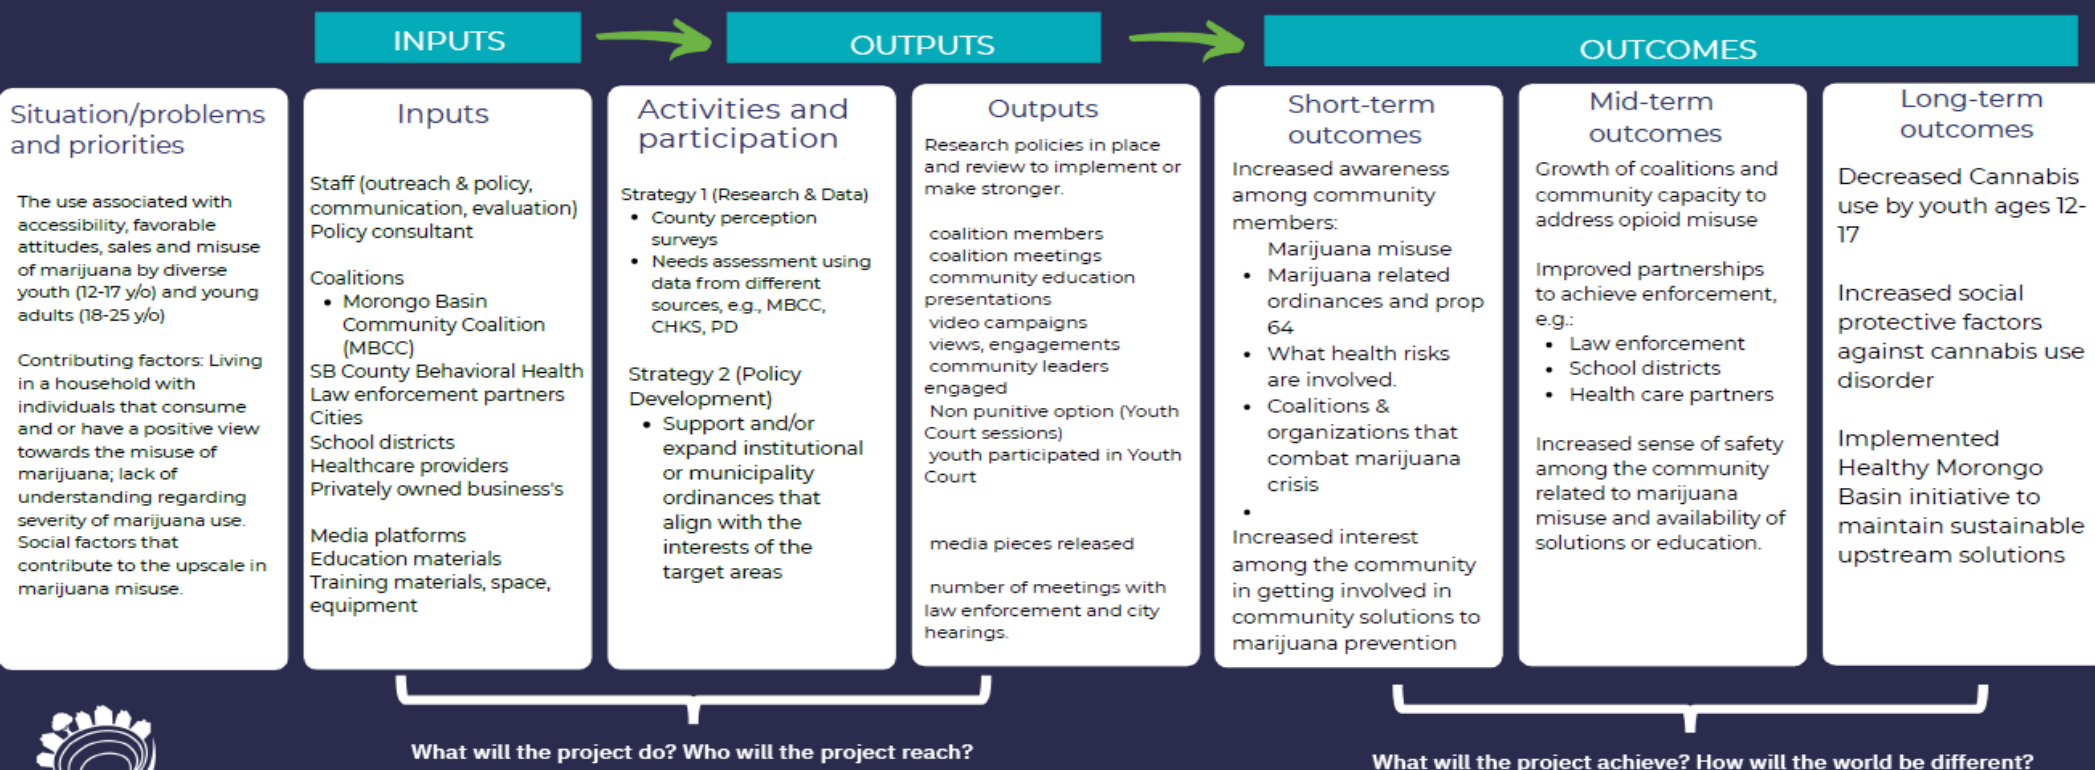 INPUTS
OUTPUTS
OUTCOMES
Situation/problems
and priorities
The use associated with
accessibility, favorable
attitudes, sales and misuse
of marijuana by diverse
youth (12-17 y/o) and young
adults (18-25 y/o)
Contributing factors: Living
in a household with
individuals that consume
and or have a positive view
towards the misuse of
marijuana; lack of
understanding regarding
severity of marijuana use.
Social factors that
contribute to the upscale in
marijuana misuse.
Inputs
Staff (outreach & policy,
communication, evaluation)
Policy consultant
Coalitions
• Morongo Basin
Community Coalition
(MBCC)
SB County Behavioral Health
Law enforcement partners
Cities
School districts
Healthcare providers
Privately owned business's
Media platforms
Education materials
Training materials, space,
equipment
Activities and
participation
Strategy 1 (Research & Data)
• County perception
surveys
• Needs assessment using
data from different
sources, e.g., MBCC,
CHKS, PD
Strategy 2 (Policy
Development)
• Support and/or
expand institutional
or municipality
ordinances that
align with the
interests of the
target areas
Outputs
Research policies in place
and review to implement or
make stronger.
coalition members
coalition meetings
community education
presentations
video campaigns
views, engagements
community leaders
engaged
Non punitive option (Youth
Court sessions)
youth participated in Youth
Court
media pieces released
number of meetings with
law enforcement and city
hearings.
Short-term
outcomes
Increased awareness
among community
members:
Marijuana misuse
• Marijuana related
ordinances and prop
64
• What health risks
are involved.
• Coalitions &
organizations that
combat marijuana
crisis
•
Increased interest
among the community
in getting involved in
community solutions to
marijuana prevention
Mid-term
outcomes
Growth of coalitions and
community capacity to
address opioid misuse
Improved partnerships
to achieve enforcement,
e.g.:
• Law enforcement
• School districts
• Health care partners
Increased sense of safety
among the community
related to marijuana
misuse and availability of
solutions or education.
Long-term
outcomes
Decreased Cannabis
use by youth ages 12-
17
Increased social
protective factors
against cannabis use
disorder
Implemented
Healthy Morongo
Basin initiative to
maintain sustainable
upstream solutions
What will the project do? Who will the project reach?
What will the project achieve? How will the world be different?